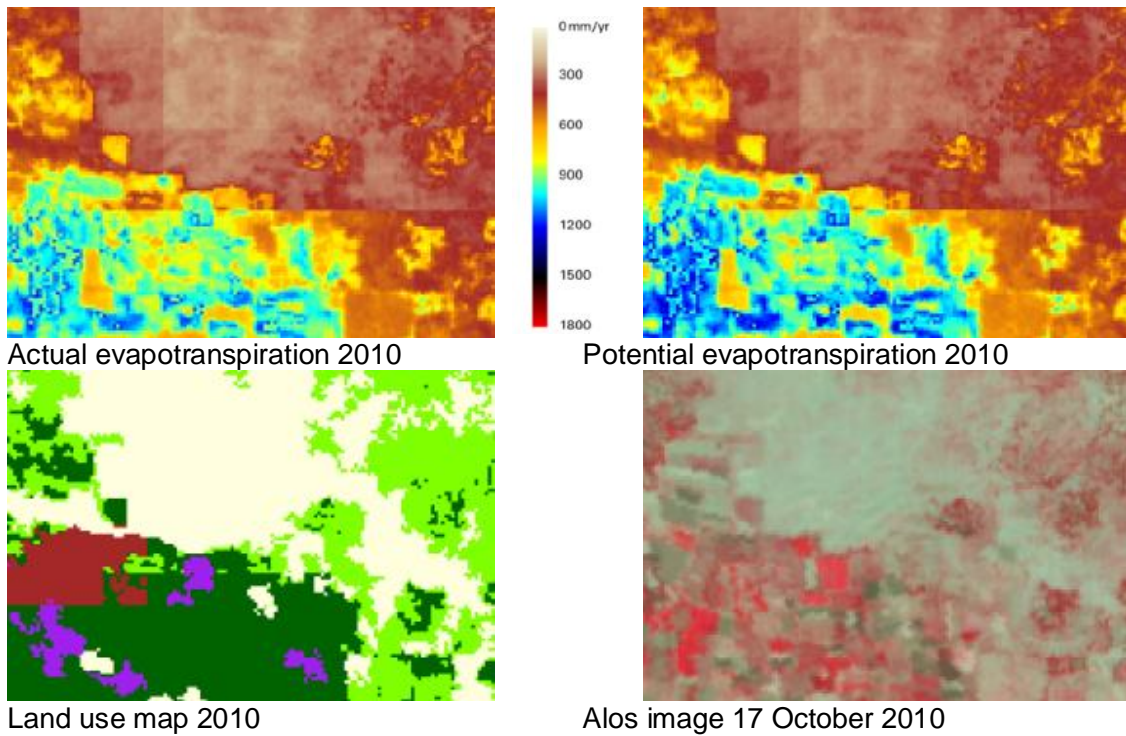 0 mm/yr
300
600
900
1200
1500
1800
Actual evapotranspiration 2010
Potential evapotranspiration 2010
Land use map 2010
Alos image 17 October 2010